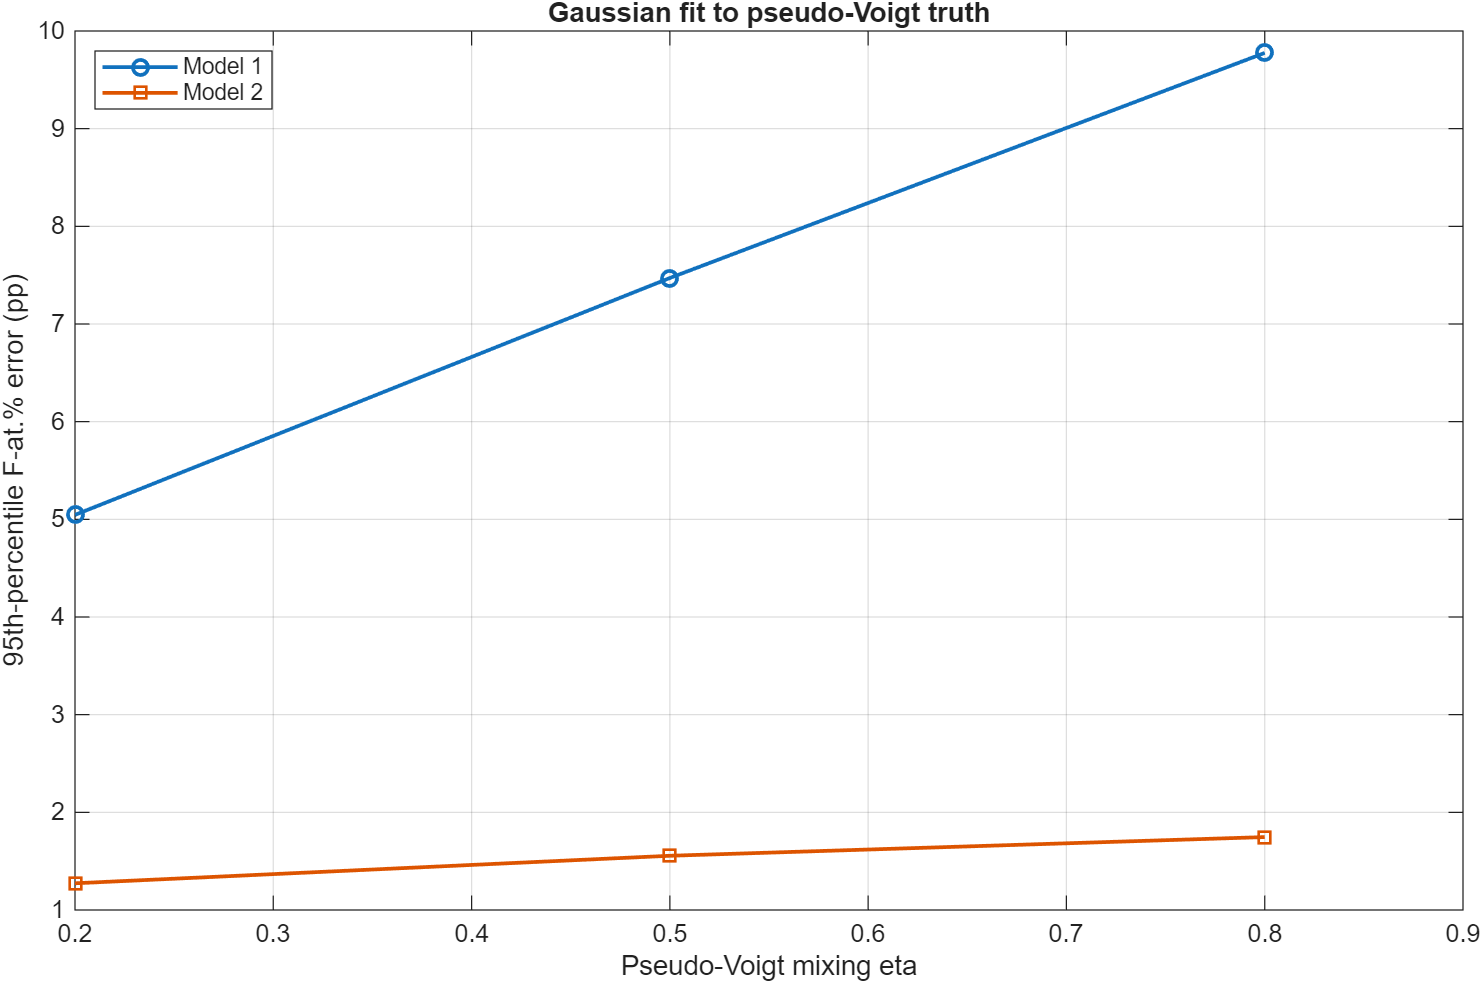 Gaussian fit to pseudo-Voigt truth
Model 1
Model 2
95th-percentile F-at.% error (pp)
10
9
8
7
6
5
4
3
2
1
0.2 0.3 0.4 0.5 0.6 0.7 0.8 0.9
Pseudo-Voigt mixing eta